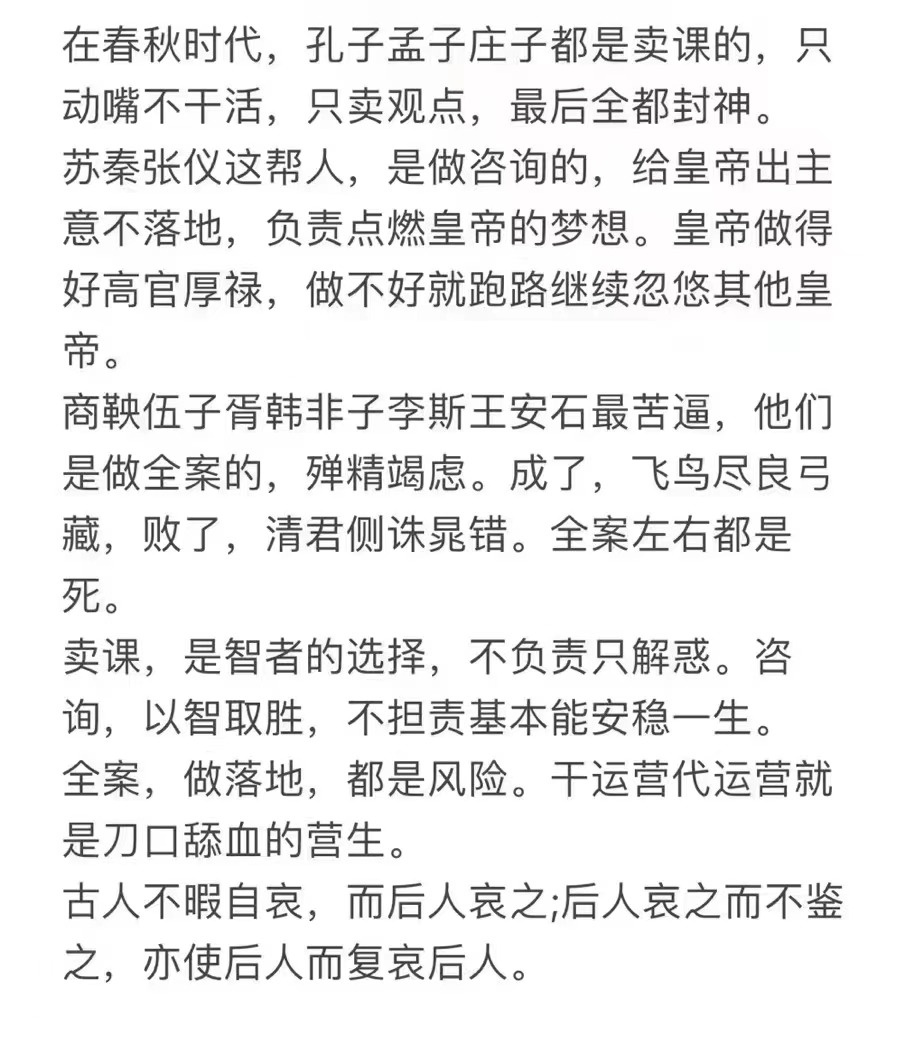 在春秋时代，孔子孟子庄子都是卖课的，只
动嘴不干活，只卖观点，最后全都封神。
苏秦张仪这帮人，是做咨询的，给皇帝出主
意不落地，负责点燃皇帝的梦想。皇帝做得
好高官厚禄，做不好就跑路继续忽悠其他皇
帝。
商鞅伍子胥韩非子李斯王安石最苦逼，他们
是做全案的，殚精竭虑。成了，飞鸟尽良弓
藏，败了，清君侧诛晁错。全案左右都是
死。
卖课，是智者的选择，不负责只解惑。咨
询，以智取胜，不担责基本能安稳一生。
全案，做落地，都是风险。干运营代运营就
是刀口舔血的营生。
古人不暇自哀，而后人哀之;后人哀之而不鉴
之，亦使后人而复哀后人。